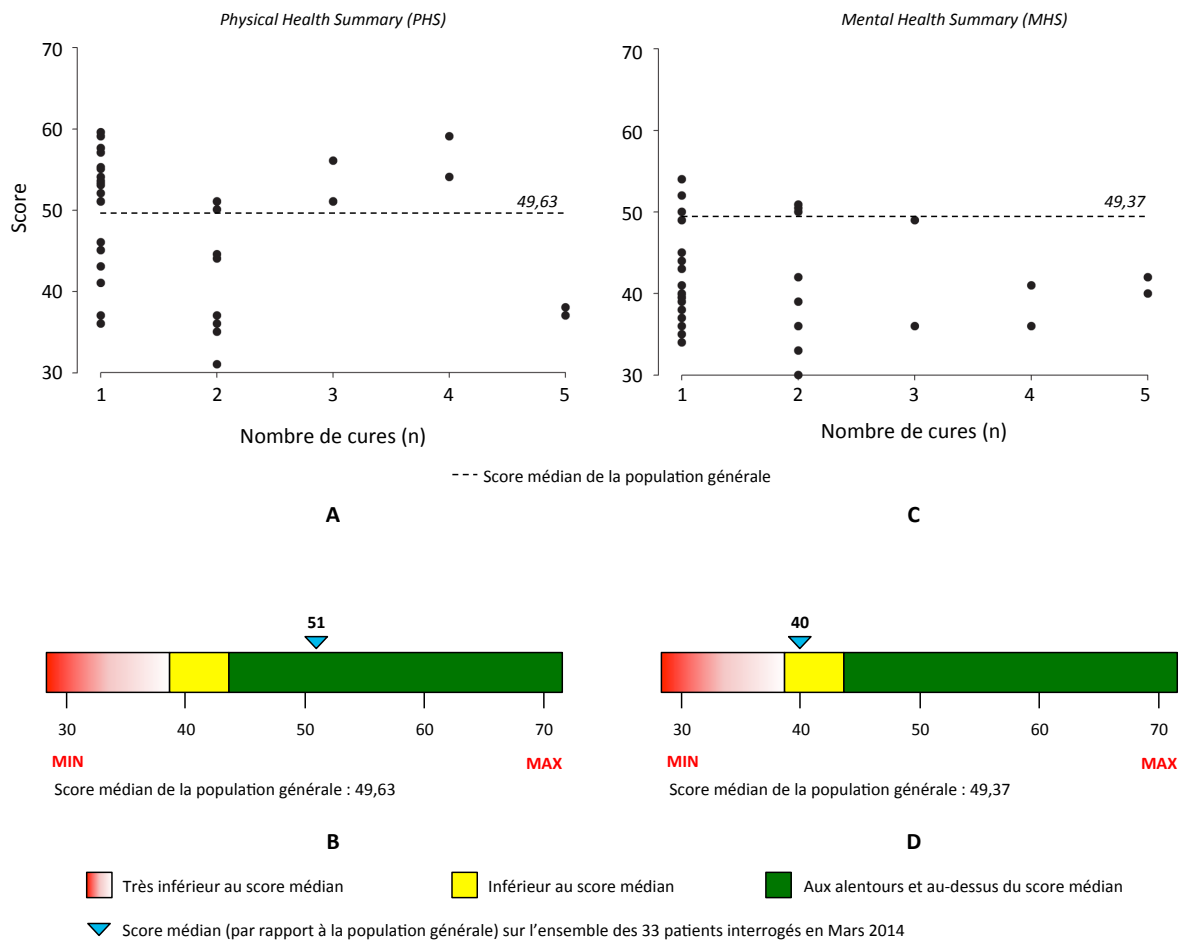 Physical Health Summary (PHS)
70
60
50
40
30
Score
49,63
1 2 3 4 5
Nombre de cures (n)
Mental Health Summary (MHS)
70
60
50
40
30
49,37
1 2 3 4 5
Nombre de cures (n)
--- Score médian de la population générale
A
C
51
30 40 50 60 70
MIN MAX
Score médian de la population générale : 49,63
B
40
30 40 50 60 70
MIN MAX
Score médian de la population générale : 49,37
D
Très inférieur au score médian
Inférieur au score médian
Aux alentours et au-dessus du score médian
Score médian (par rapport à la population générale) sur l'ensemble des 33 patients interrogés en Mars 2014